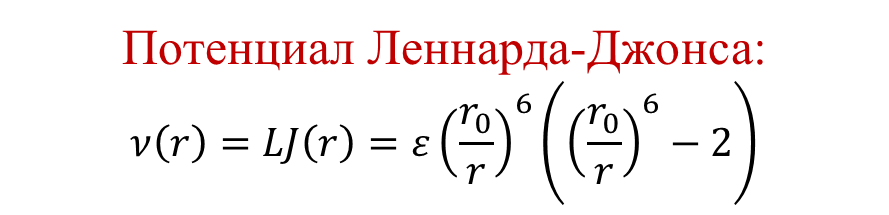 Потенциал Леннарда-Джонса:
𝜈(𝑟) = 𝐿𝐽(𝑟) = 𝜀(𝑟₀/𝑟)⁶((𝑟₀/𝑟)⁶ − 2)